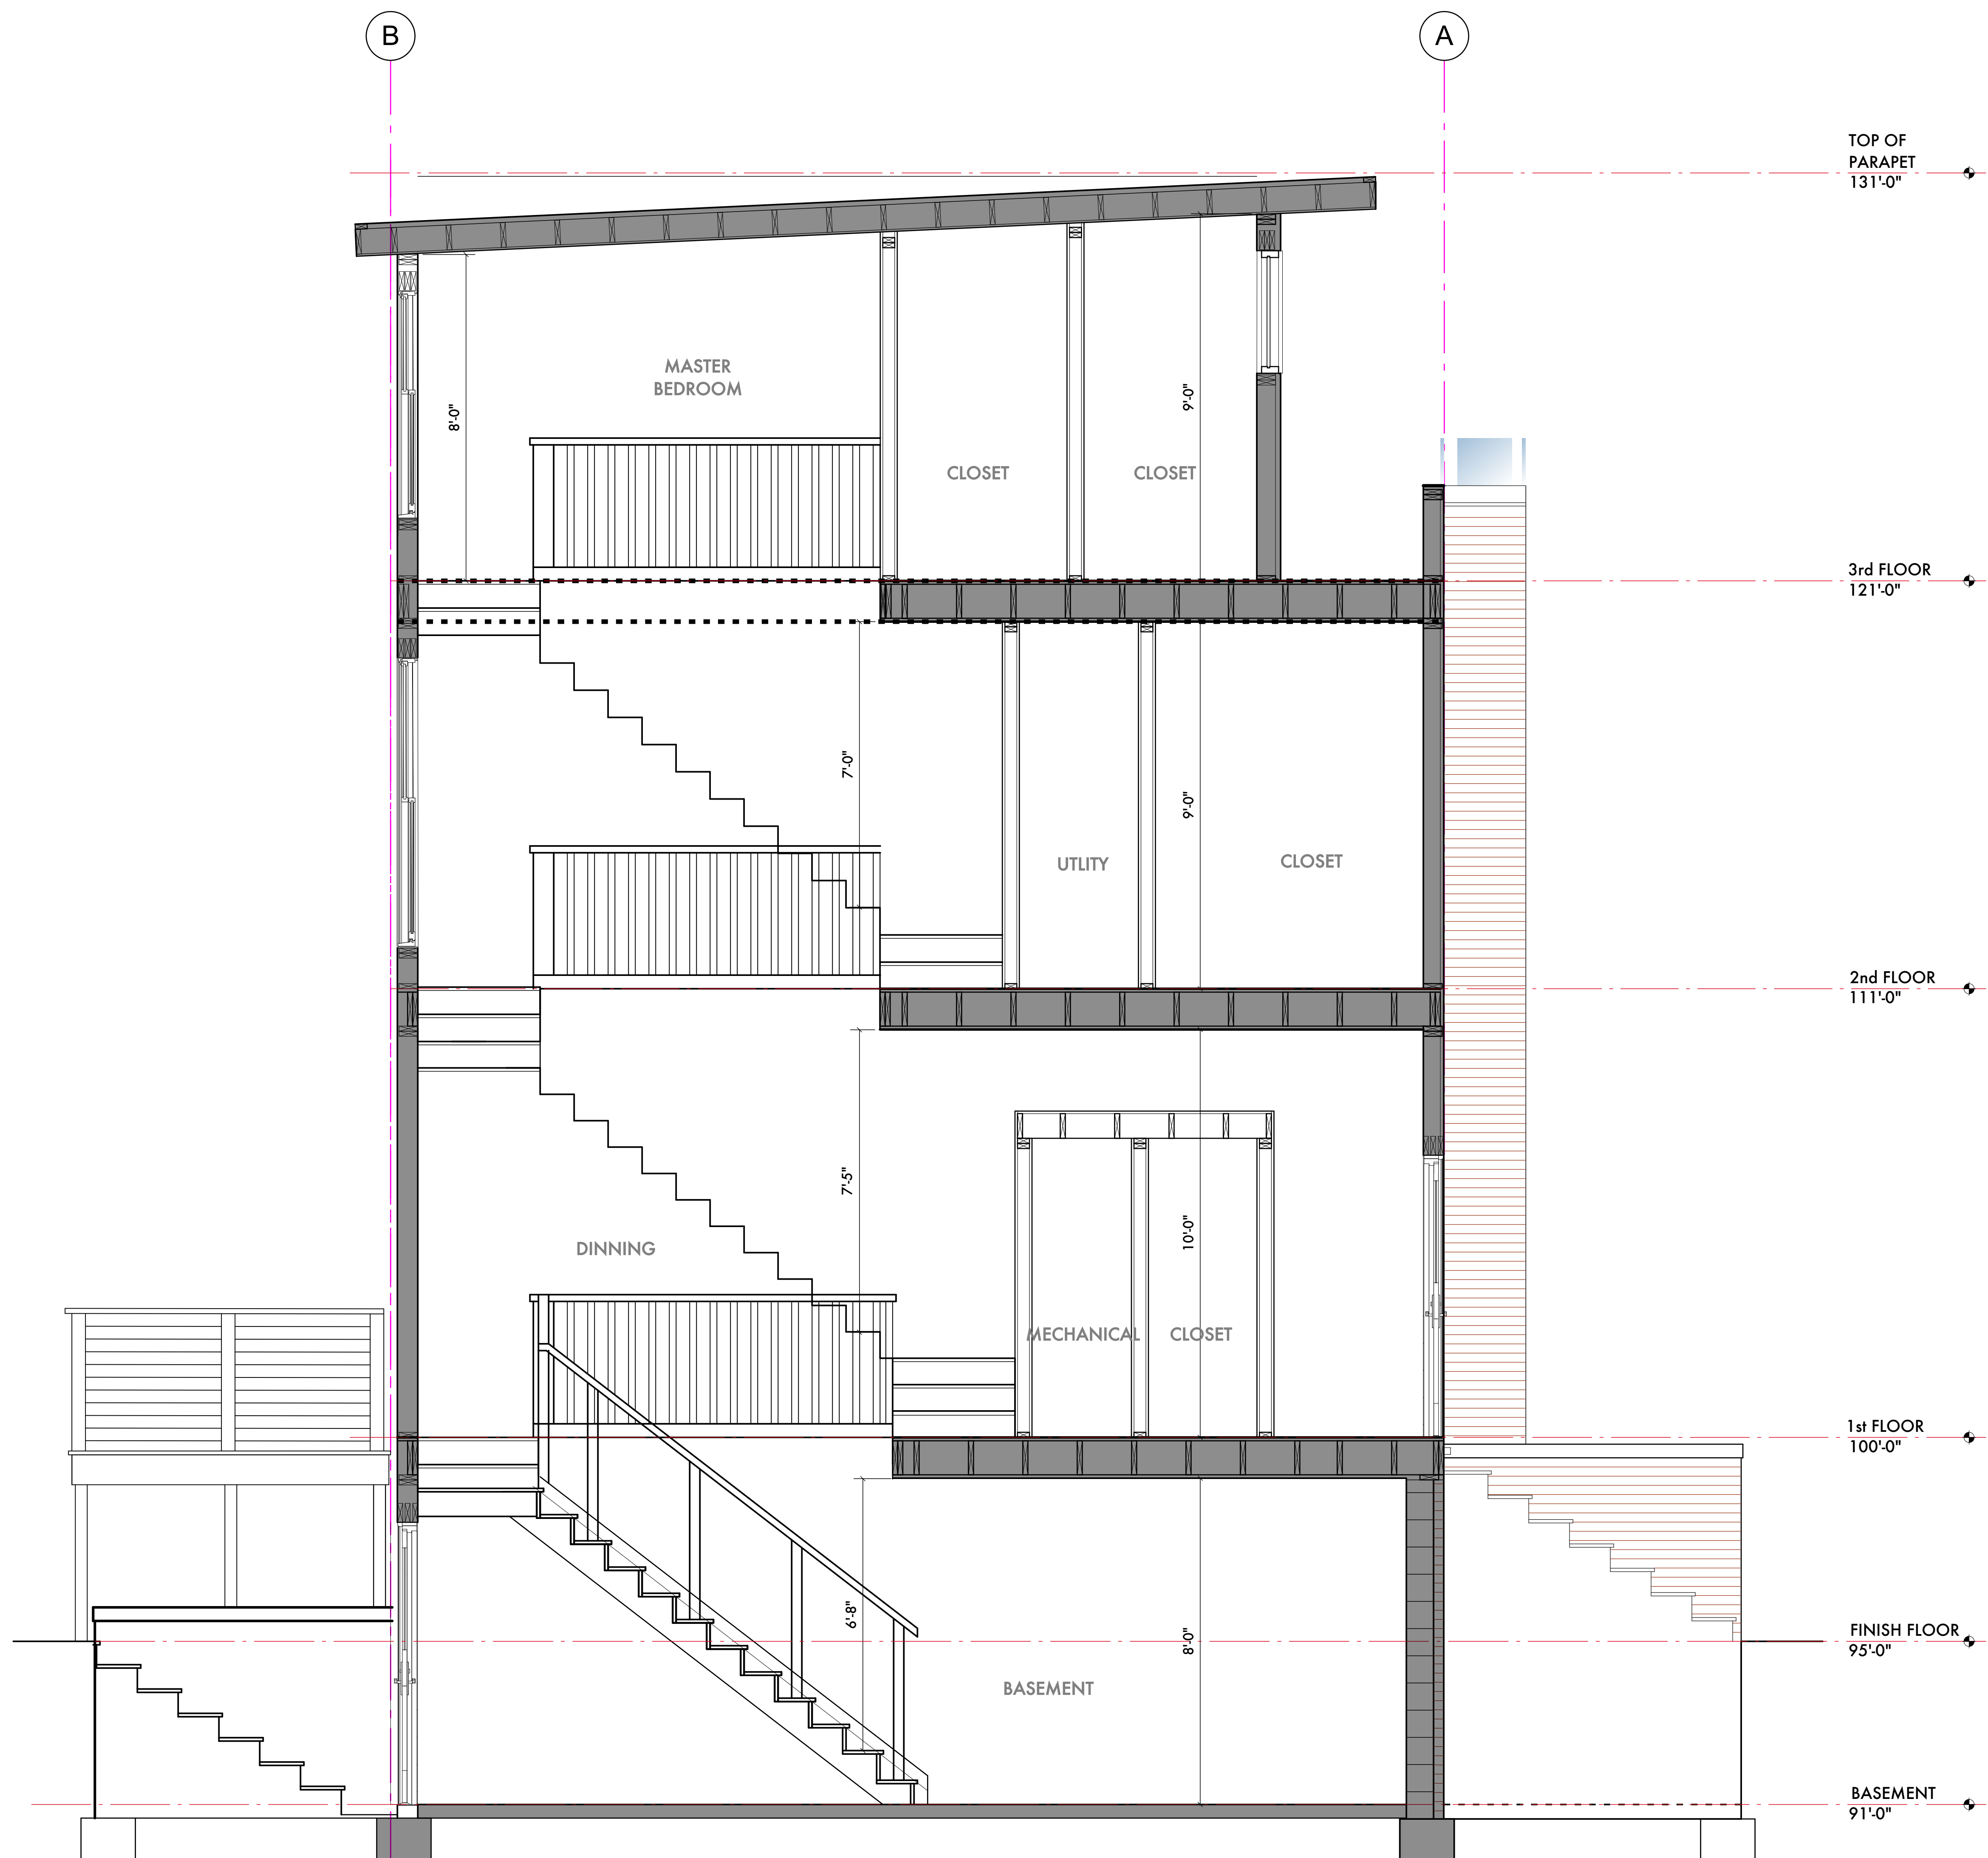 B
A
TOP OF
PARAPET
131'-0"
MASTER
BEDROOM
8'-0"
9'-0"
CLOSET
CLOSET
3rd FLOOR
121'-0"
7'-0"
9'-0"
UTLITY
CLOSET
2nd FLOOR
111'-0"
7'-5"
10'-0"
DINNING
MECHANICAL
CLOSET
1st FLOOR
100'-0"
6'-8"
8'-0"
FINISH FLOOR
95'-0"
BASEMENT
BASEMENT
91'-0"